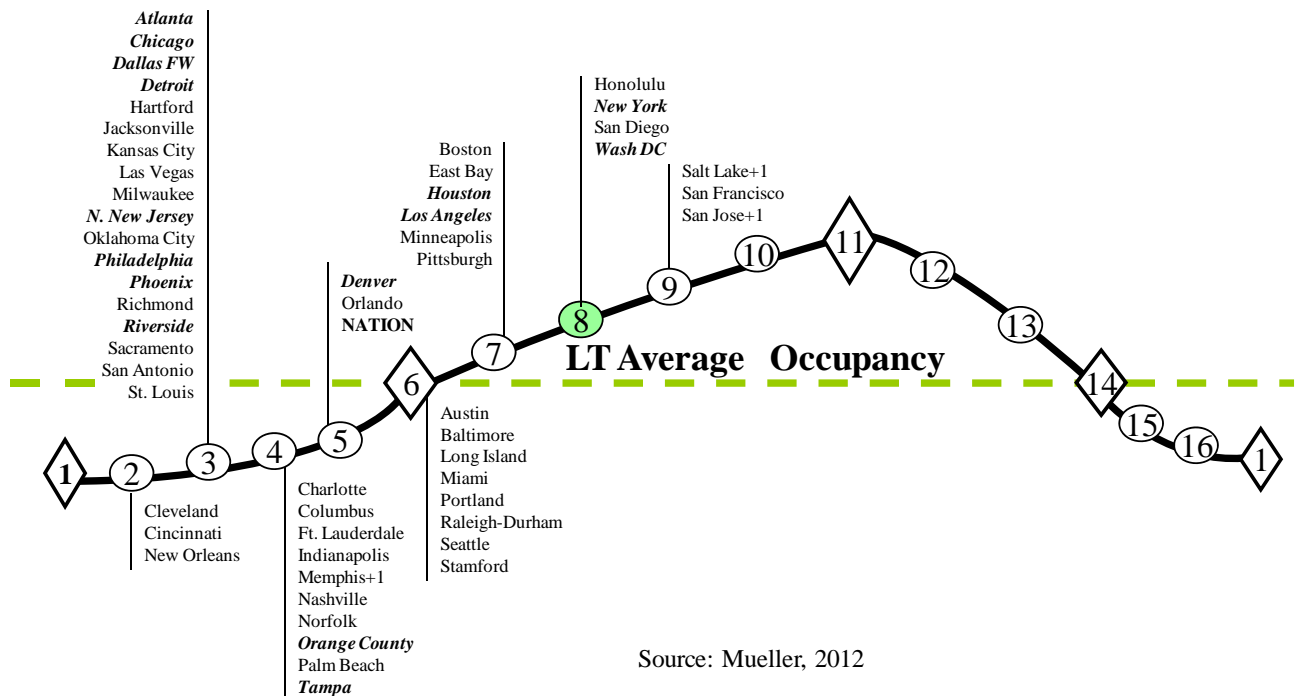 Atlanta
Chicago
Dallas FW
Detroit
Hartford
Jacksonville
Kansas City
Las Vegas
Milwaukee
N. New Jersey
Oklahoma City
Philadelphia
Phoenix
Richmond
Riverside
Sacramento
San Antonio
St. Louis
Denver
Orlando
NATION
Boston
East Bay
Houston
Los Angeles
Minneapolis
Pittsburgh
Honolulu
New York
San Diego
Wash DC
Salt Lake+1
San Francisco
San Jose+1
1
2
3
4
5
6
7
8
9
10
11
12
13
14
15
16
1
LT Average Occupancy
Cleveland
Cincinnati
New Orleans
Charlotte
Columbus
Ft. Lauderdale
Indianapolis
Memphis+1
Nashville
Norfolk
Orange County
Palm Beach
Tampa
Austin
Baltimore
Long Island
Miami
Portland
Raleigh-Durham
Seattle
Stamford
Source: Mueller, 2012